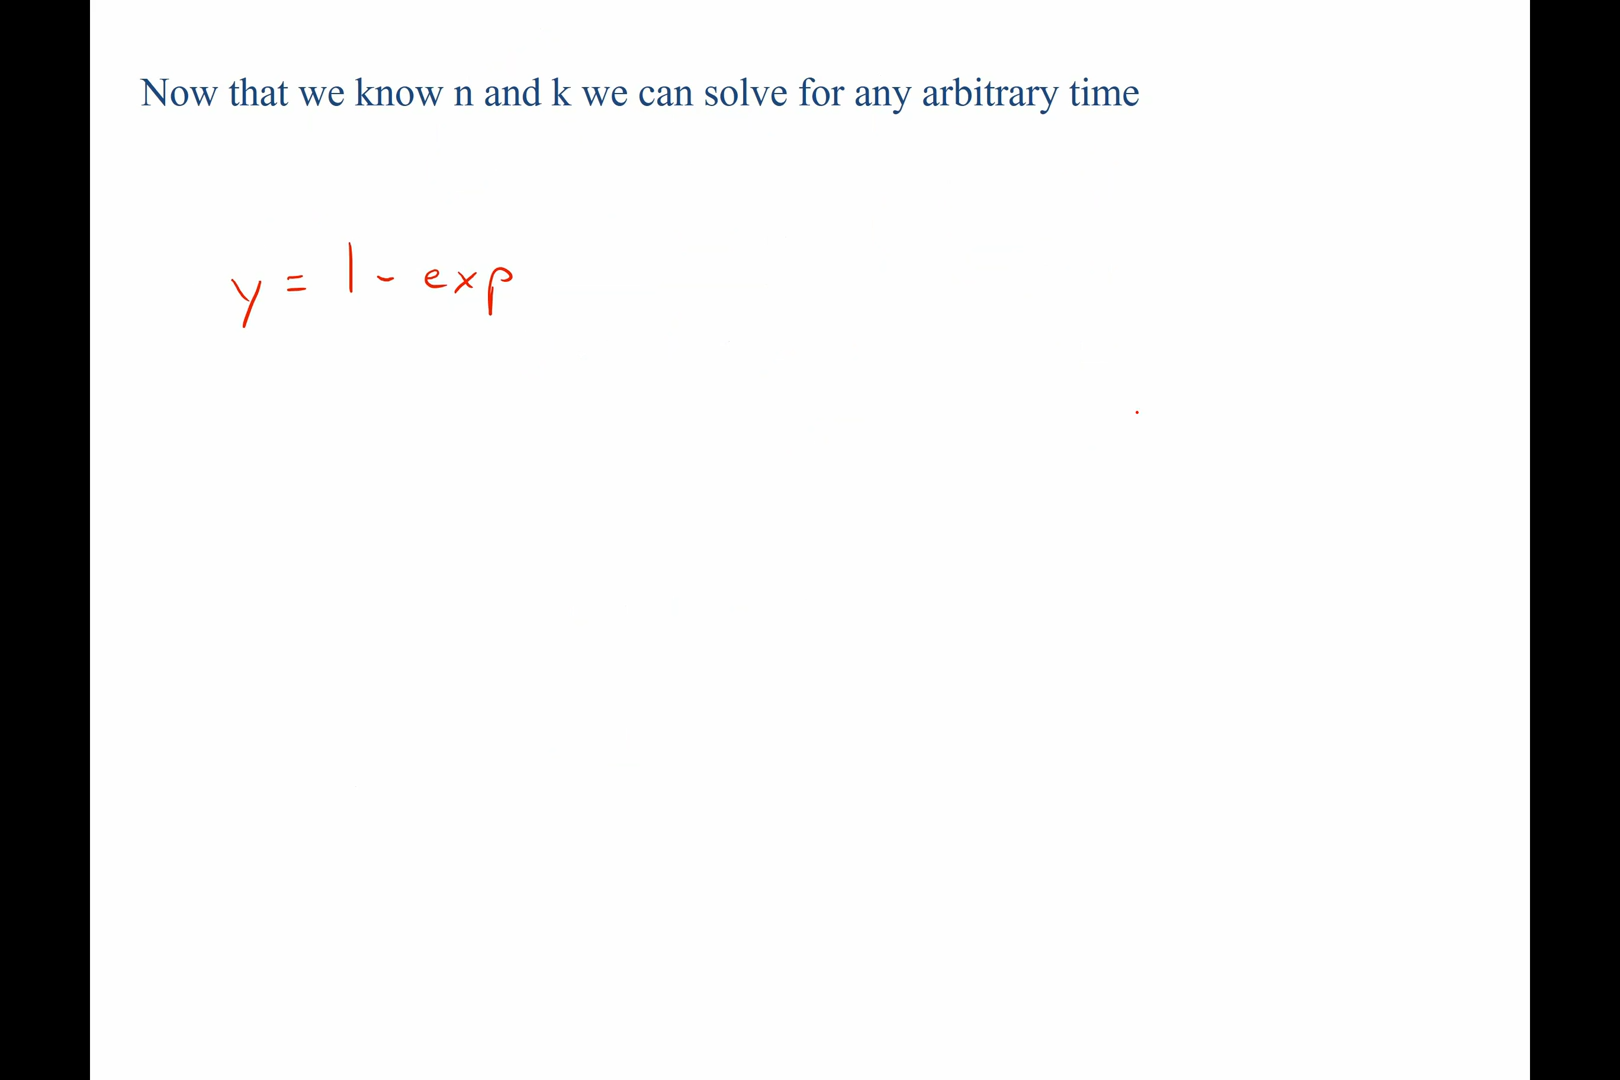 Now that we know n and k we can solve for any arbitrary time
y = 1 - exp